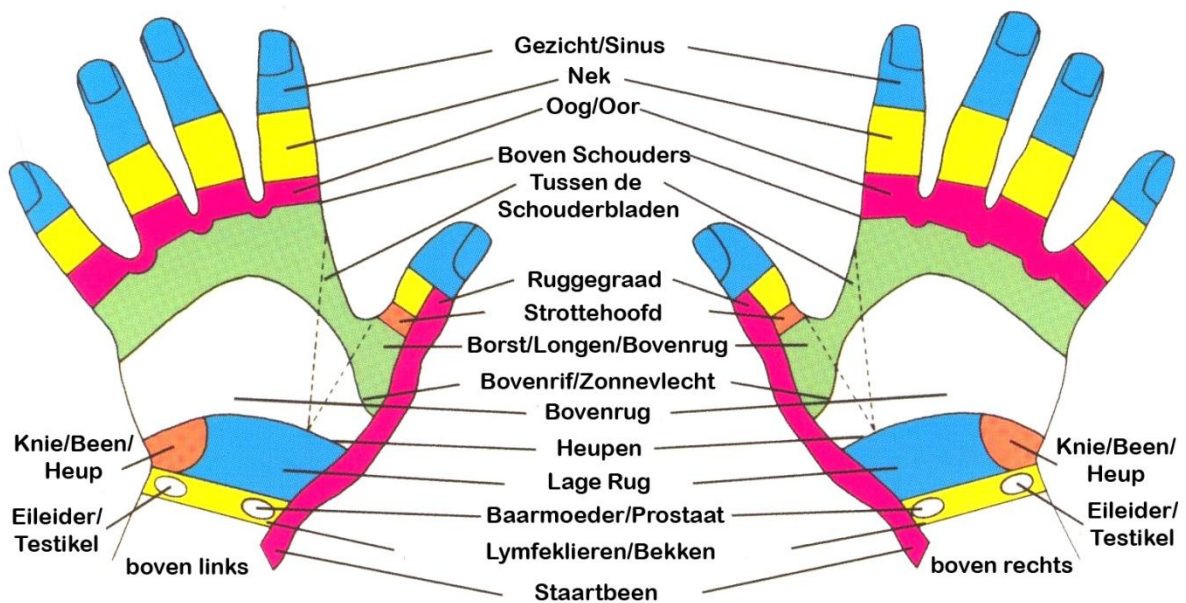 Gezicht/Sinus
Nek
Oog/Oor
Boven Schouders
Tussen de
Schouderbladen
Ruggegraad
Strottehoofd
Borst/Longen/Bovenrug
Bovenrif/Zonnevlecht
Bovenrug
Heupen
Lage Rug
Baarmoeder/Prostaat
Lymfeklieren/Bekken
Staartbeen
Knie/Been/
Heup
Eileider/
Testikel
boven links
Knie/Been/
Heup
Eileider/
Testikel
boven rechts